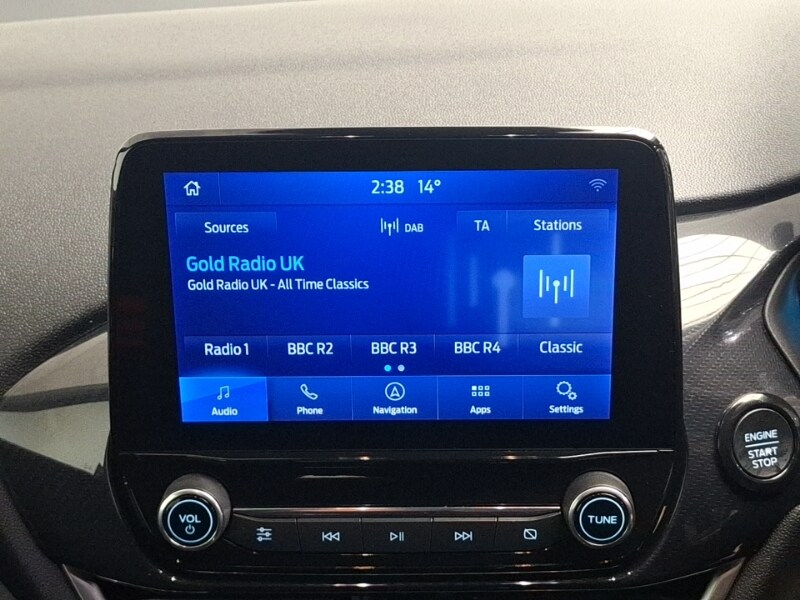 2:38 14°
Sources DAB TA Stations
Gold Radio UK
Gold Radio UK - All Time Classics
Radio 1 BBC R2 BBC R3 BBC R4 Classic
Audio Phone Navigation Apps Settings
VOL TUNE
ENGINE
START
STOP